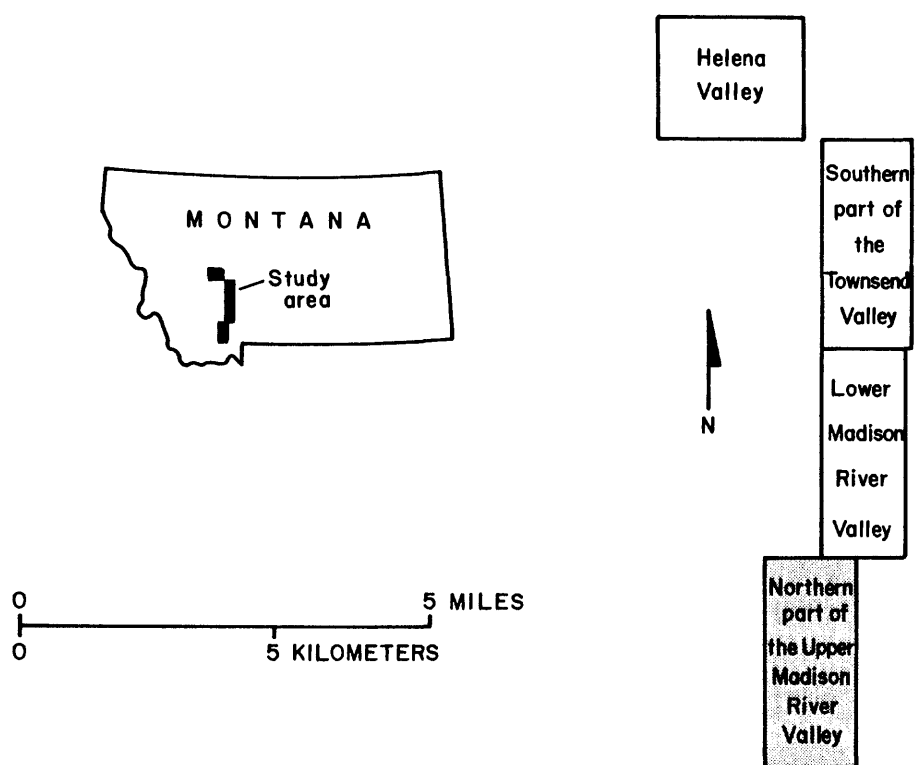 Helena
Valley
Southern
part of
the
Townsend
Valley
MONTANA
Study
area
N
Lower
Madison
River
Valley
Northern
part of
the Upper
Madison
River
Valley
0 5 MILES
0 5 KILOMETERS